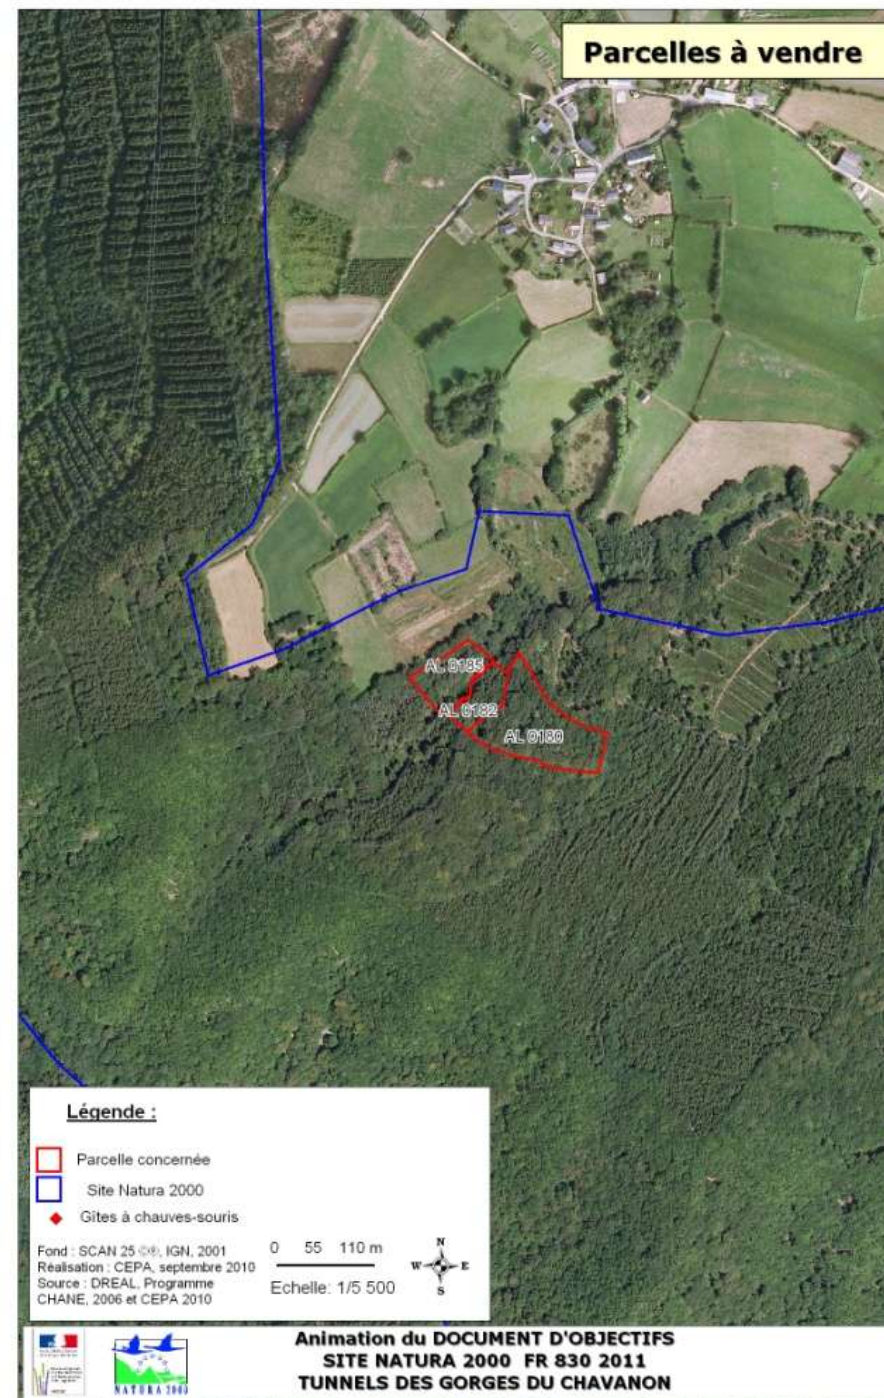 Parcelles à vendre
AL 0185
AL 0182
AL 0180
Légende :
Parcelle concernée
Site Natura 2000
Gîtes à chauves-souris
Fond : SCAN 25 ©®, IGN, 2001
Réalisation : CEPA, septembre 2010
Source : DREAL, Programme
CHANE, 2006 et CEPA 2010
0 55 110 m
Echelle: 1/5 500
N
W E
S
NATURA 2000
Animation du DOCUMENT D'OBJECTIFS
SITE NATURA 2000 FR 830 2011
TUNNELS DES GORGES DU CHAVANON